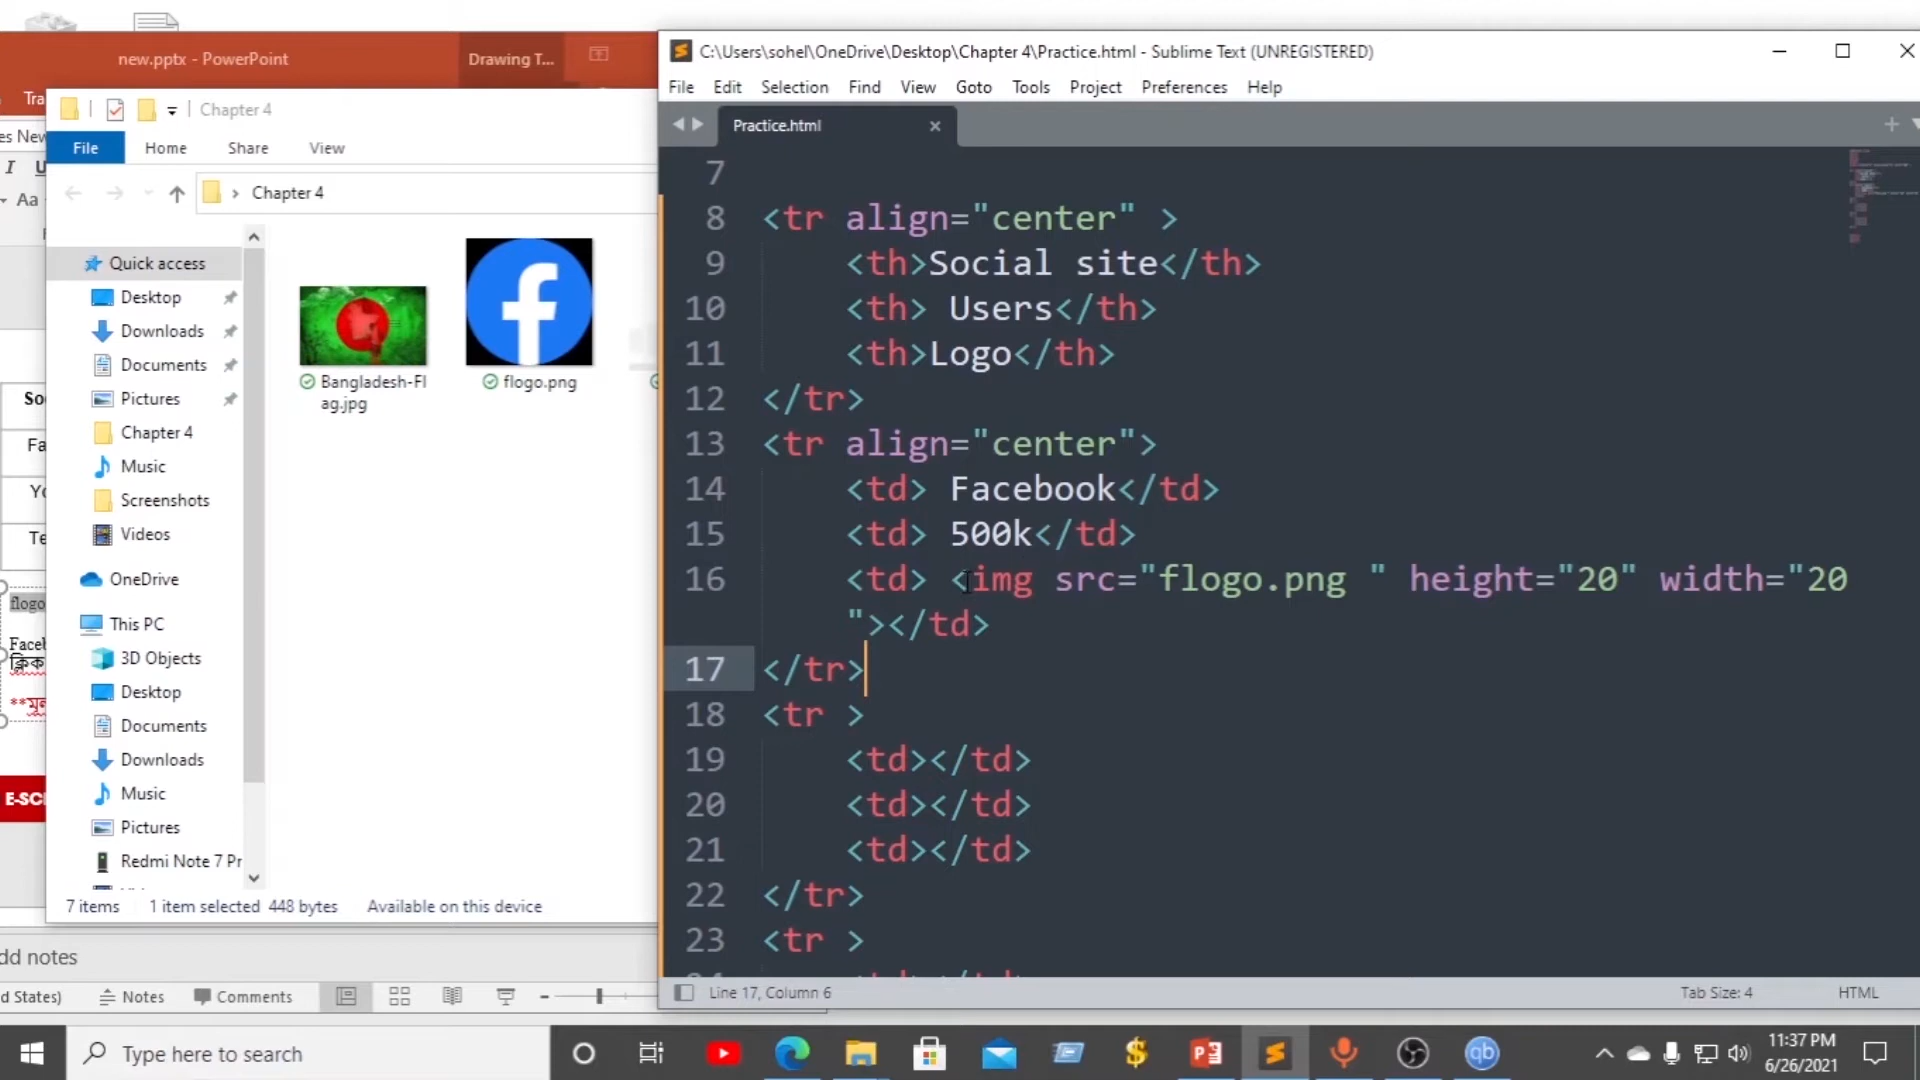 new.pptx - PowerPoint
Drawing T...
Chapter 4
File
Home
Share
View
Chapter 4
Quick access
Desktop
Downloads
Documents
Pictures
Chapter 4
Music
Screenshots
Videos
OneDrive
This PC
3D Objects
Desktop
Documents
Downloads
Music
Pictures
Redmi Note 7 Pr
Bangladesh-Fl
ag.jpg
flogo.png
7 items
1 item selected 448 bytes
Available on this device
C:\Users\sohel\OneDrive\Desktop\Chapter 4\Practice.html - Sublime Text (UNREGISTERED)
File Edit Selection Find View Goto Tools Project Preferences Help
Practice.html
7
8 <tr align="center" >
9 <th>Social site</th>
10 <th> Users</th>
11 <th>Logo</th>
12 </tr>
13 <tr align="center">
14 <td> Facebook</td>
15 <td> 500k</td>
16 <td> <img src="flogo.png " height="20" width="20
"></td>
17 </tr>
18 <tr >
19 <td></td>
20 <td></td>
21 <td></td>
22 </tr>
23 <tr >
Line 17, Column 6
Tab Size: 4
HTML
flogo
dd notes
d States)
Notes
Comments
Type here to search
11:37 PM
6/26/2021